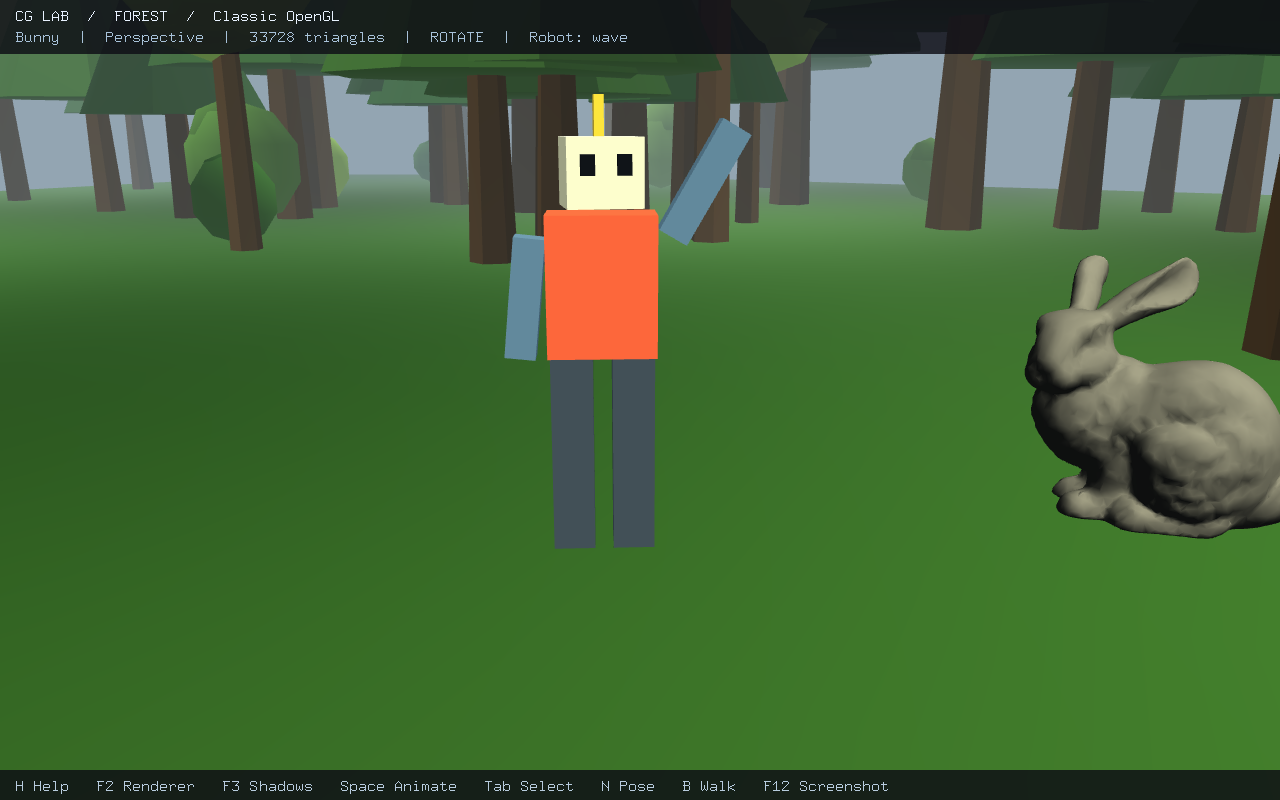 CG LAB  /  FOREST  /  Classic OpenGL
Bunny  |  Perspective  |  33728 triangles  |  ROTATE  |  Robot: wave
H Help   F2 Renderer   F3 Shadows   Space Animate   Tab Select   N Pose   B Walk   F12 Screenshot